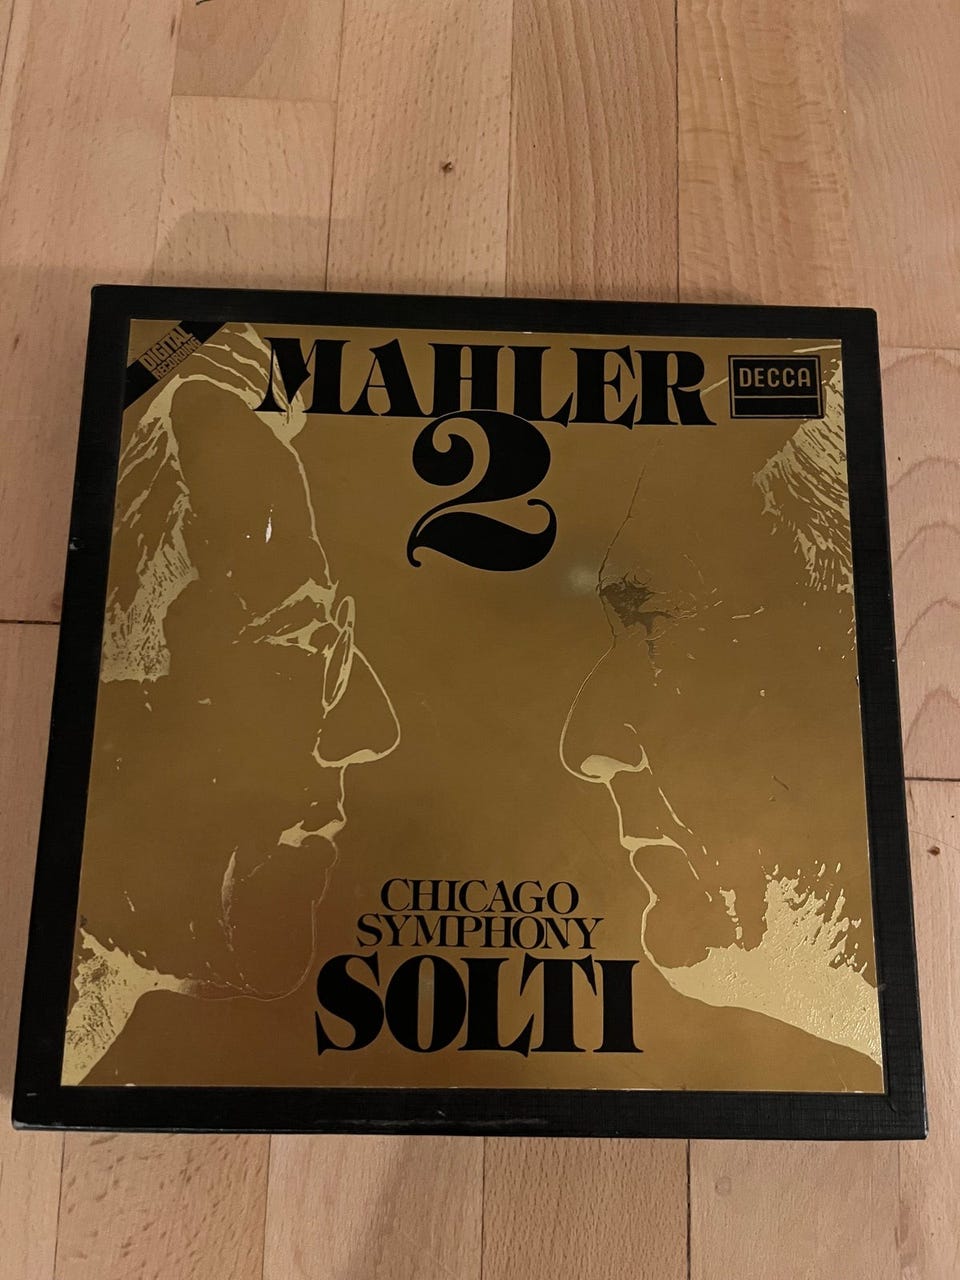 DIGITAL
RECORDING
MAHLER
DECCA
2
CHICAGO
SYMPHONY
SOLTI